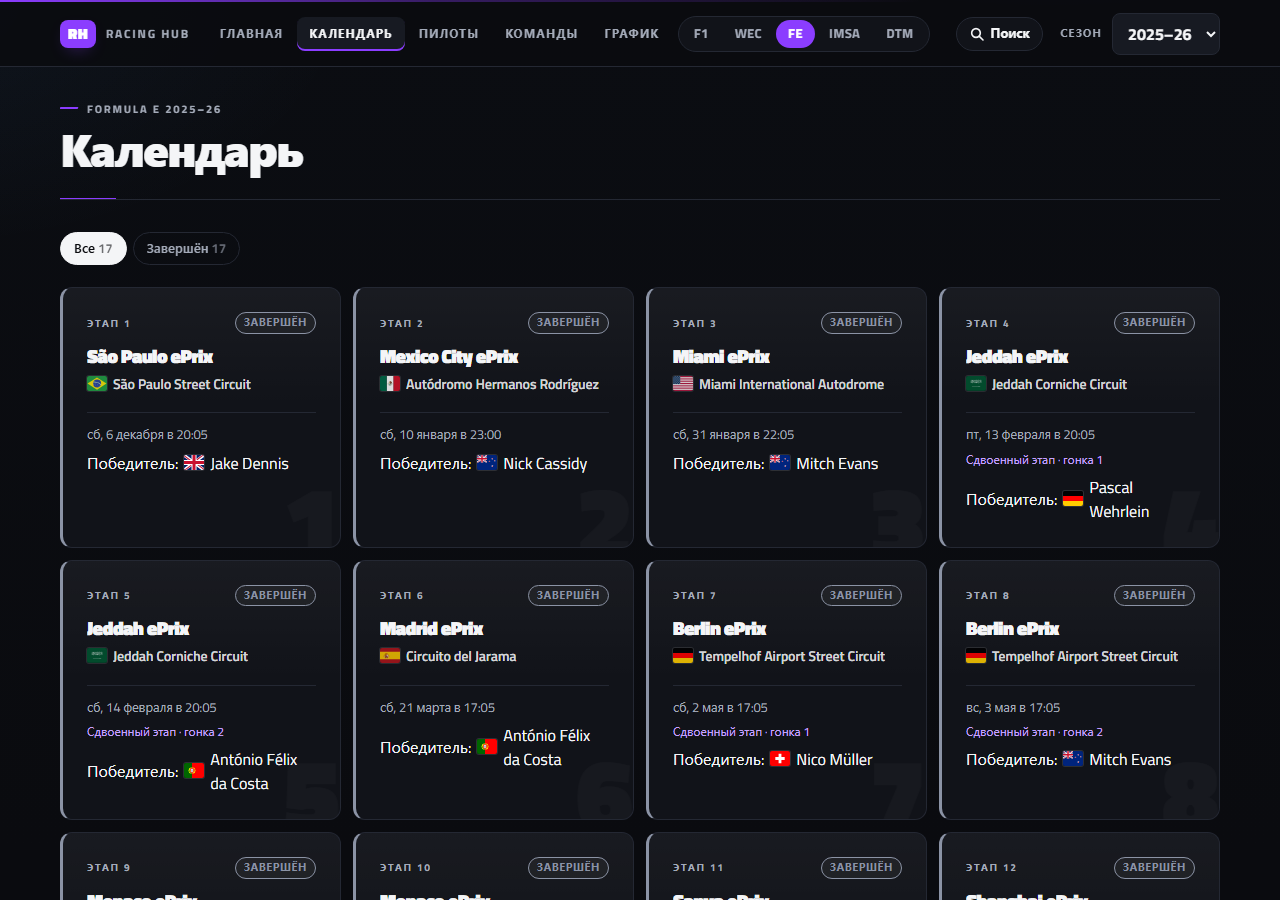 RH RACING HUB ГЛАВНАЯ КАЛЕНДАРЬ ПИЛОТЫ КОМАНДЫ ГРАФИК F1 WEC FE IMSA DTM Поиск СЕЗОН 2025–26
FORMULA E 2025–26
Календарь
Все 17 Завершён 17
ЭТАП 1 ЗАВЕРШЁН
São Paulo ePrix
São Paulo Street Circuit
сб, 6 декабря в 20:05
Победитель: Jake Dennis
1
ЭТАП 2 ЗАВЕРШЁН
Mexico City ePrix
Autódromo Hermanos Rodríguez
сб, 10 января в 23:00
Победитель: Nick Cassidy
2
ЭТАП 3 ЗАВЕРШЁН
Miami ePrix
Miami International Autodrome
сб, 31 января в 22:05
Победитель: Mitch Evans
3
ЭТАП 4 ЗАВЕРШЁН
Jeddah ePrix
Jeddah Corniche Circuit
пт, 13 февраля в 20:05
Сдвоенный этап · гонка 1
Победитель: Pascal
Wehrlein
4
ЭТАП 5 ЗАВЕРШЁН
Jeddah ePrix
Jeddah Corniche Circuit
сб, 14 февраля в 20:05
Сдвоенный этап · гонка 2
Победитель: António Félix
da Costa
5
ЭТАП 6 ЗАВЕРШЁН
Madrid ePrix
Circuito del Jarama
сб, 21 марта в 17:05
Победитель: António Félix
da Costa
6
ЭТАП 7 ЗАВЕРШЁН
Berlin ePrix
Tempelhof Airport Street Circuit
сб, 2 мая в 17:05
Сдвоенный этап · гонка 1
Победитель: Nico Müller
7
ЭТАП 8 ЗАВЕРШЁН
Berlin ePrix
Tempelhof Airport Street Circuit
вс, 3 мая в 17:05
Сдвоенный этап · гонка 2
Победитель: Mitch Evans
8
ЭТАП 9 ЗАВЕРШЁН
Monaco ePrix
ЭТАП 10 ЗАВЕРШЁН
Monaco ePrix
ЭТАП 11 ЗАВЕРШЁН
Sanya ePrix
ЭТАП 12 ЗАВЕРШЁН
Shanghai ePrix